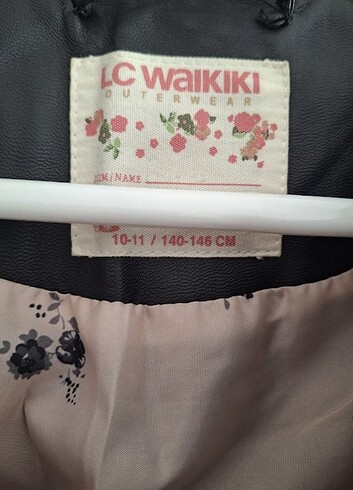 LC WAIKIKI
OUTERWEAR
/NAME
10-11 / 140-146 CM